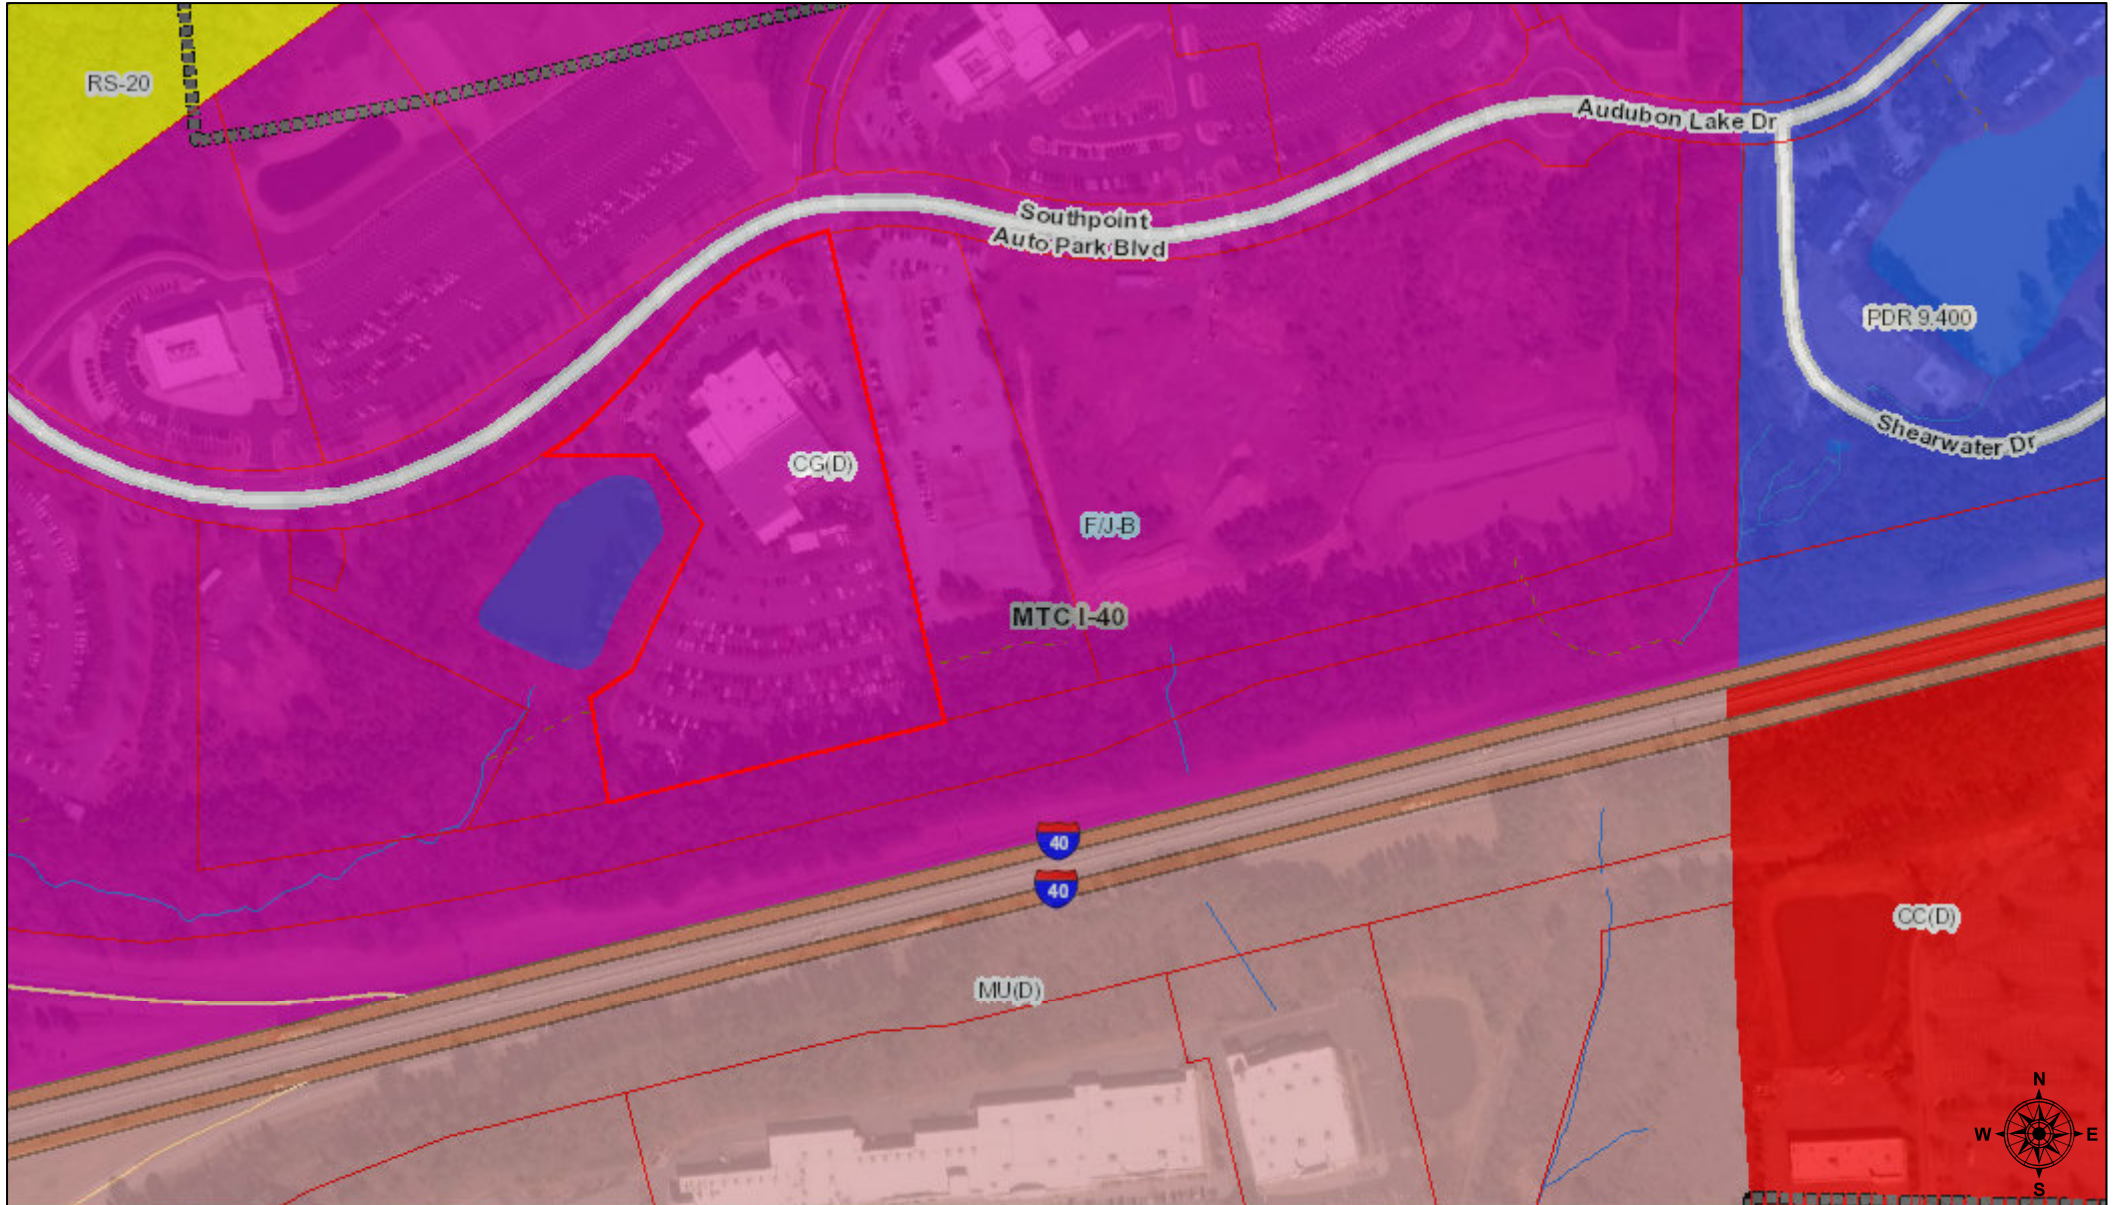 RS-20
Audubon Lake Dr
Southpoint
Auto Park Blvd
PDR 9.400
Shearwater Dr
CG(D)
F/J-B
MTC I-40
40
40
CC(D)
MU(D)
N
W
E
S